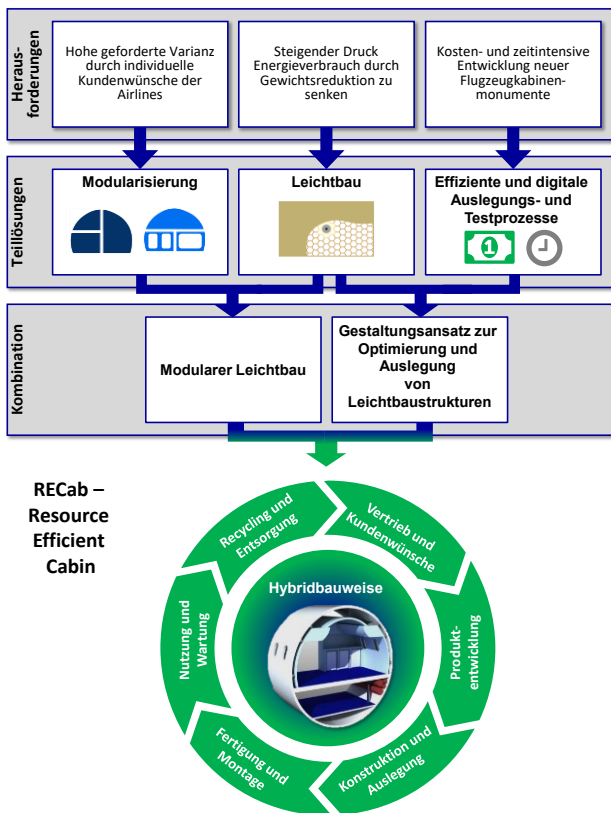 Heraus-
forderungen
Hohe geforderte Varianz
durch individuelle
Kundenwünsche der
Airlines
Steigender Druck
Energieverbrauch durch
Gewichtsreduktion zu
senken
Kosten- und zeitintensive
Entwicklung neuer
Flugzeugkabinen-
monumente
Teillösungen
Modularisierung
Leichtbau
Effiziente und digitale
Auslegungs- und
Testprozesse
1
Kombination
Modularer Leichtbau
Gestaltungsansatz zur
Optimierung und
Auslegung
von
Leichtbaustrukturen
RECab –
Resource
Efficient
Cabin
Vertrieb und
Kundenwünsche
Produkt-
entwicklung
Konstruktion und
Auslegung
Fertigung und
Montage
Nutzung und
Wartung
Recycling und
Entsorgung
Hybridbauweise